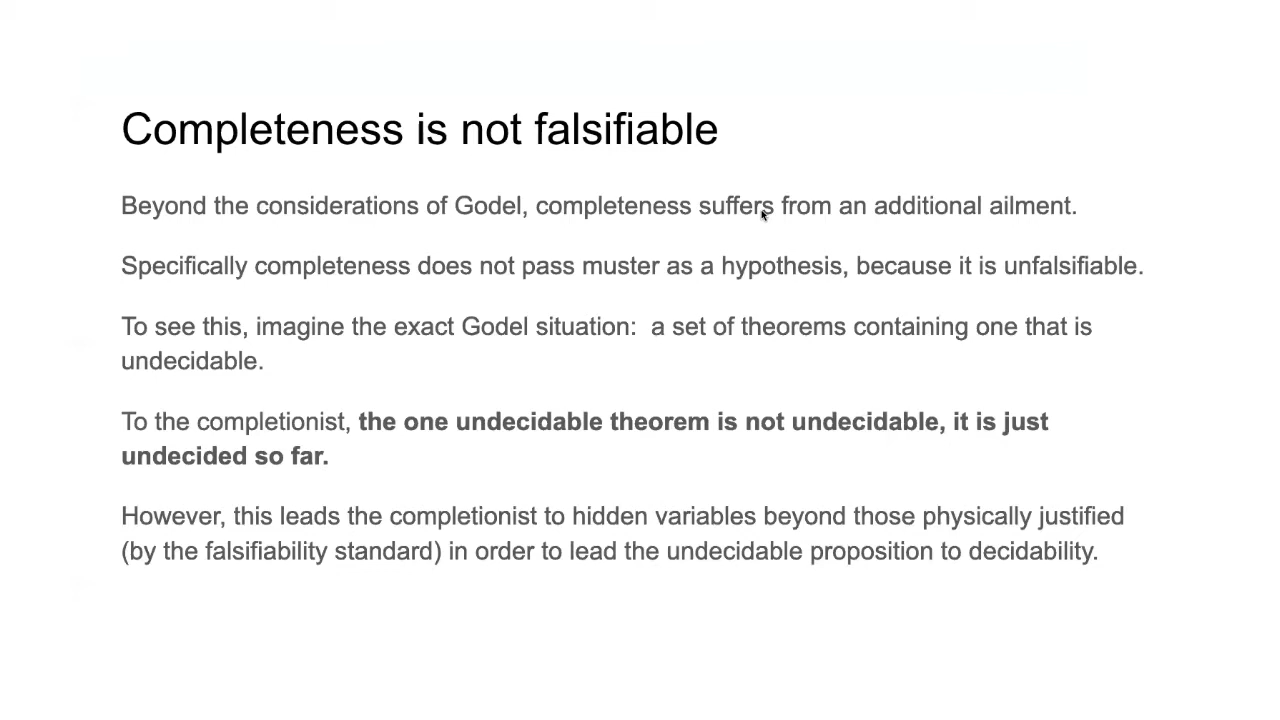 Completeness is not falsifiable
Beyond the considerations of Godel, completeness suffers from an additional ailment.
Specifically completeness does not pass muster as a hypothesis, because it is unfalsifiable.
To see this, imagine the exact Godel situation:  a set of theorems containing one that is
undecidable.
To the completionist, the one undecidable theorem is not undecidable, it is just
undecided so far.
However, this leads the completionist to hidden variables beyond those physically justified
(by the falsifiability standard) in order to lead the undecidable proposition to decidability.